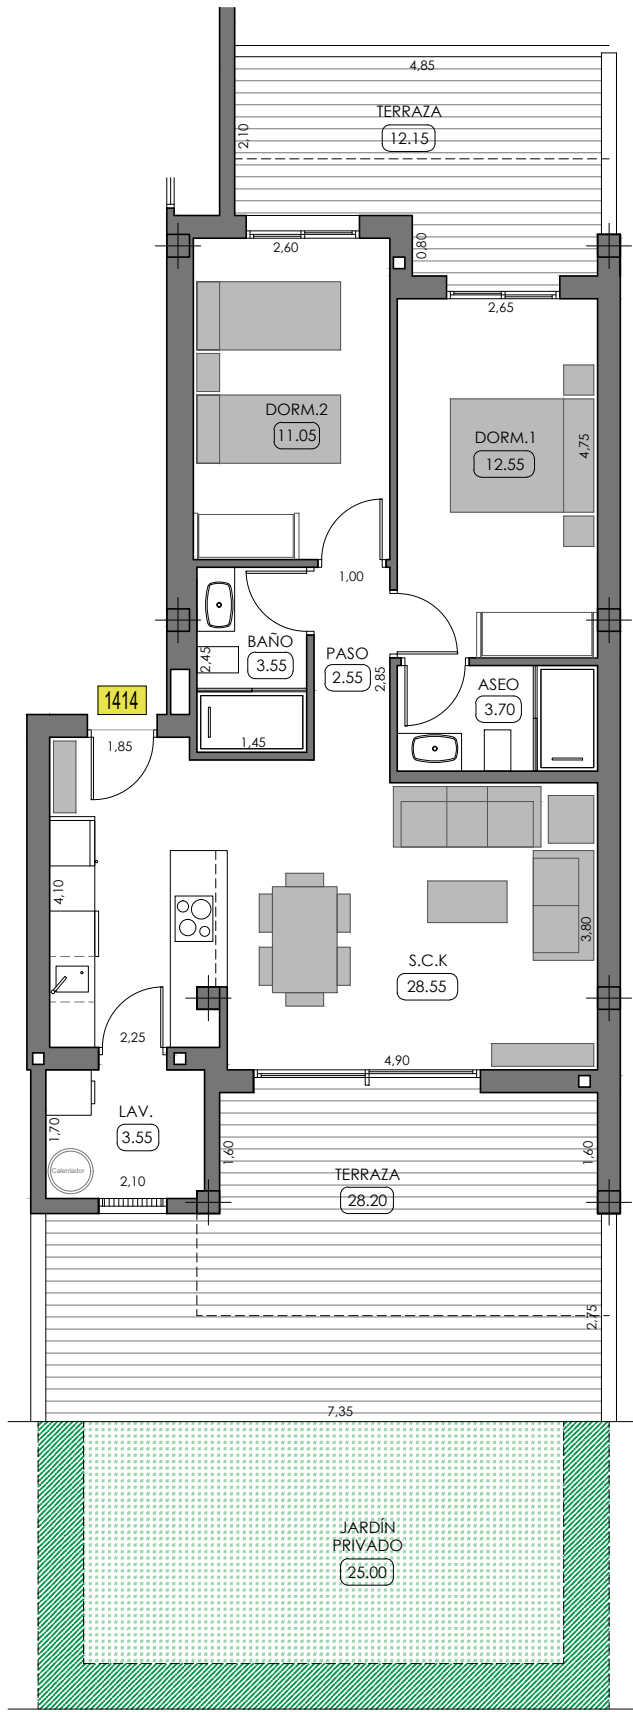 4,85
TERRAZA
12.15
2,10
0,80
2,60
2,65
DORM.2
11.05
DORM.1
12.55
4,75
1,00
BAÑO
3.55
2,45
PASO
2.55
2,85
ASEO
3.70
1414
1,85
1,45
4,10
3,80
S.C.K
28.55
2,25
4,90
LAV.
3.55
1,70
Calentador
2,10
1,60
1,60
TERRAZA
28.20
2,75
7,35
JARDÍN
PRIVADO
25.00